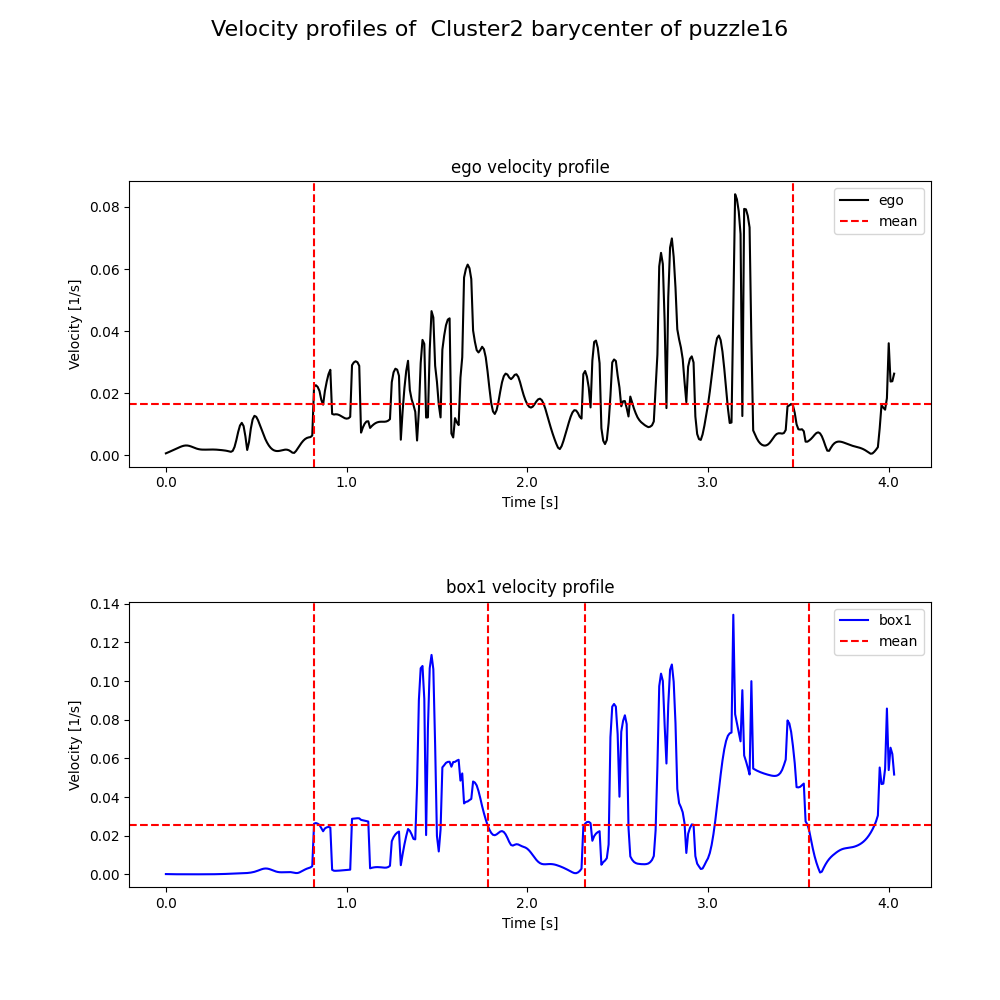 Velocity profiles of  Cluster2 barycenter of puzzle16
ego velocity profile
ego
mean
Velocity [1/s]
0.08
0.06
0.04
0.02
0.00
0.0 1.0 2.0 3.0 4.0
Time [s]
box1 velocity profile
box1
mean
Velocity [1/s]
0.14
0.12
0.10
0.08
0.06
0.04
0.02
0.00
0.0 1.0 2.0 3.0 4.0
Time [s]